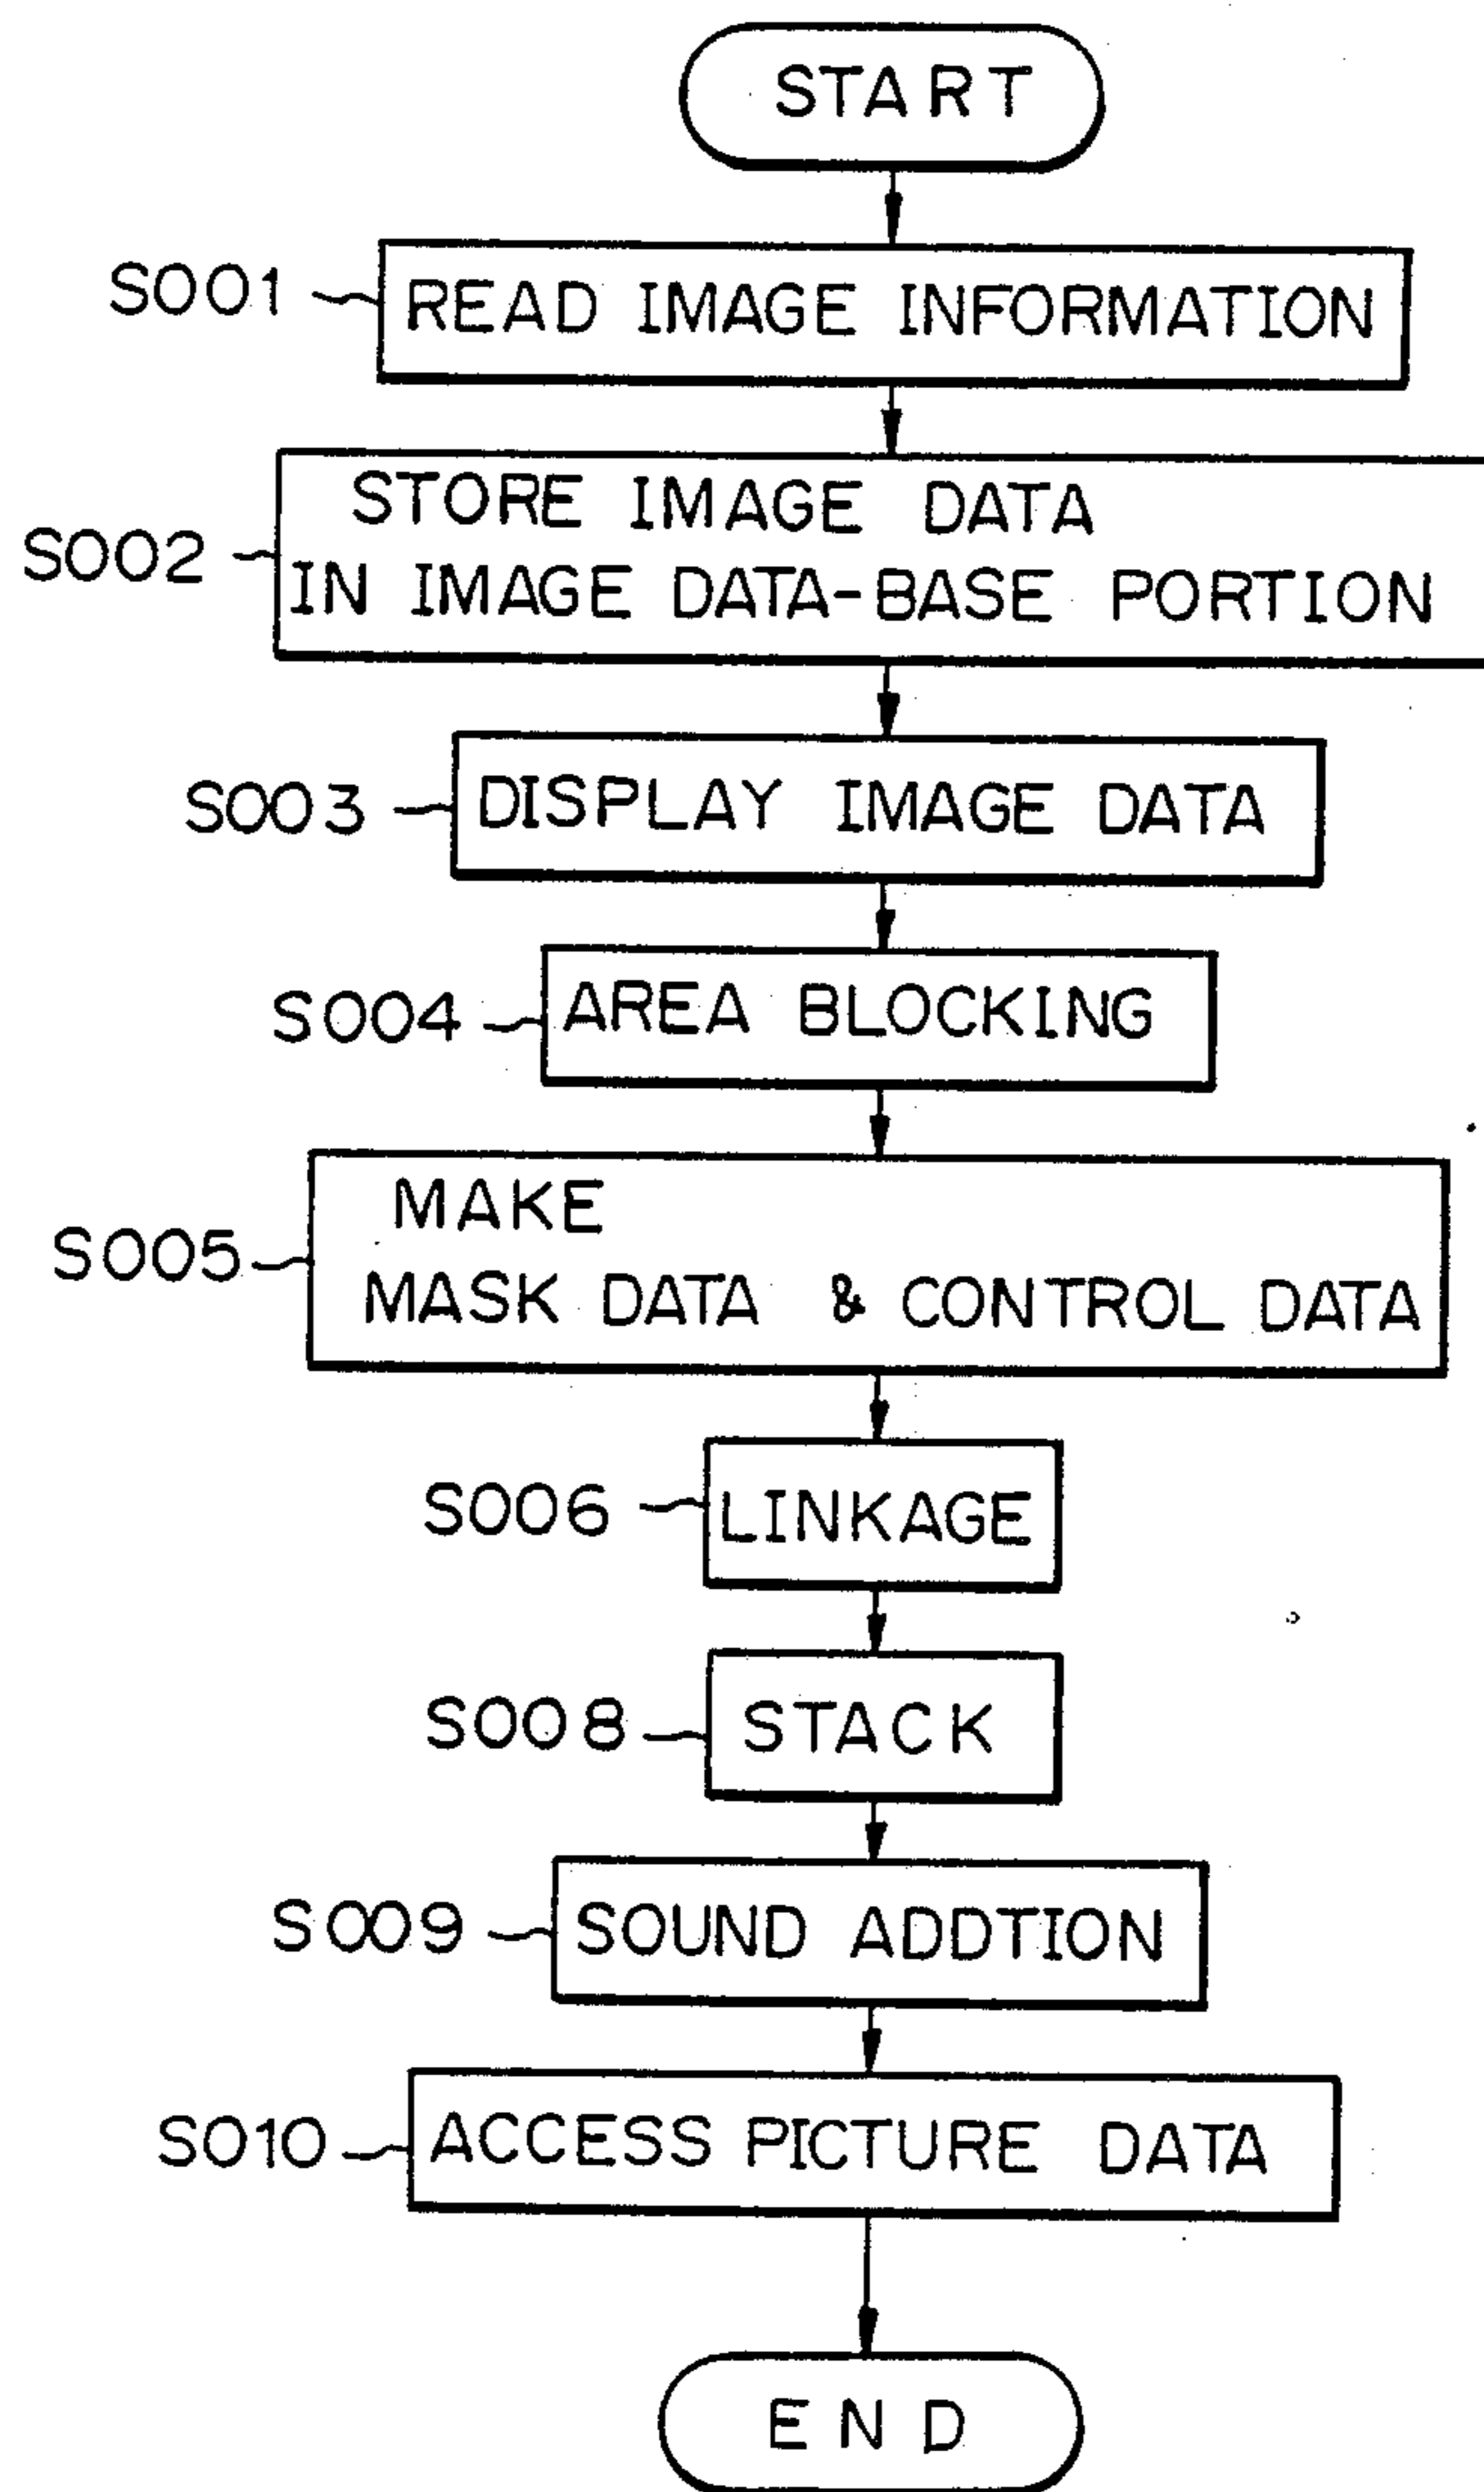 START
S001 READ IMAGE INFORMATION
STORE IMAGE DATA
S002 IN IMAGE DATA-BASE PORTION
S003 DISPLAY IMAGE DATA
S004 AREA BLOCKING
MAKE
S005 MASK DATA & CONTROL DATA
S006 LINKAGE
S008 STACK
S009 SOUND ADDTION
S010 ACCESS PICTURE DATA
END